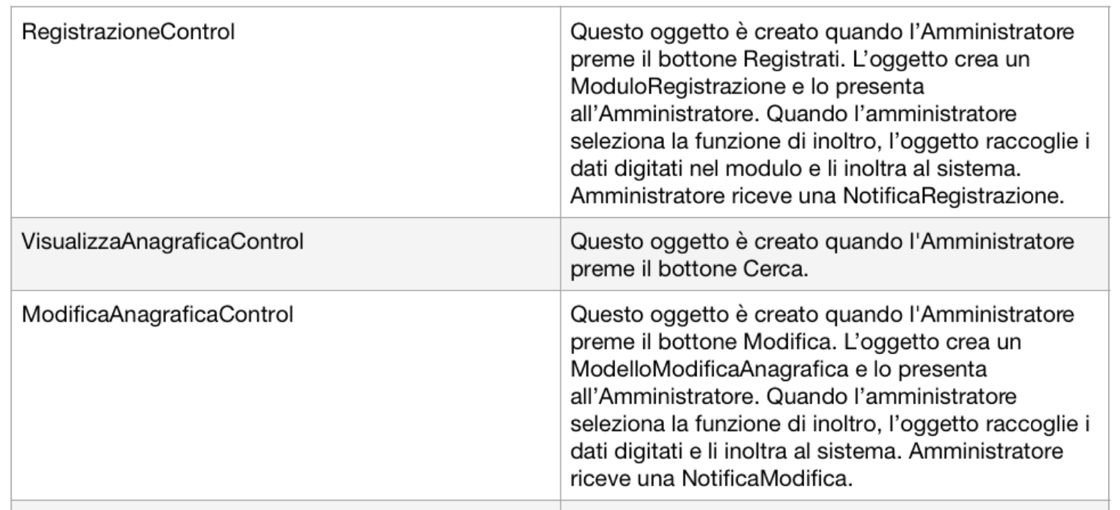 RegistrazioneControl
Questo oggetto è creato quando l’Amministratore
preme il bottone Registrati. L’oggetto crea un
ModuloRegistrazione e lo presenta
all’Amministratore. Quando l’amministratore
seleziona la funzione di inoltro, l’oggetto raccoglie i
dati digitati nel modulo e li inoltra al sistema.
Amministratore riceve una NotificaRegistrazione.
VisualizzaAnagraficaControl
Questo oggetto è creato quando l'Amministratore
preme il bottone Cerca.
ModificaAnagraficaControl
Questo oggetto è creato quando l'Amministratore
preme il bottone Modifica. L’oggetto crea un
ModelloModificaAnagrafica e lo presenta
all’Amministratore. Quando l’amministratore
seleziona la funzione di inoltro, l’oggetto raccoglie i
dati digitati e li inoltra al sistema. Amministratore
riceve una NotificaModifica.